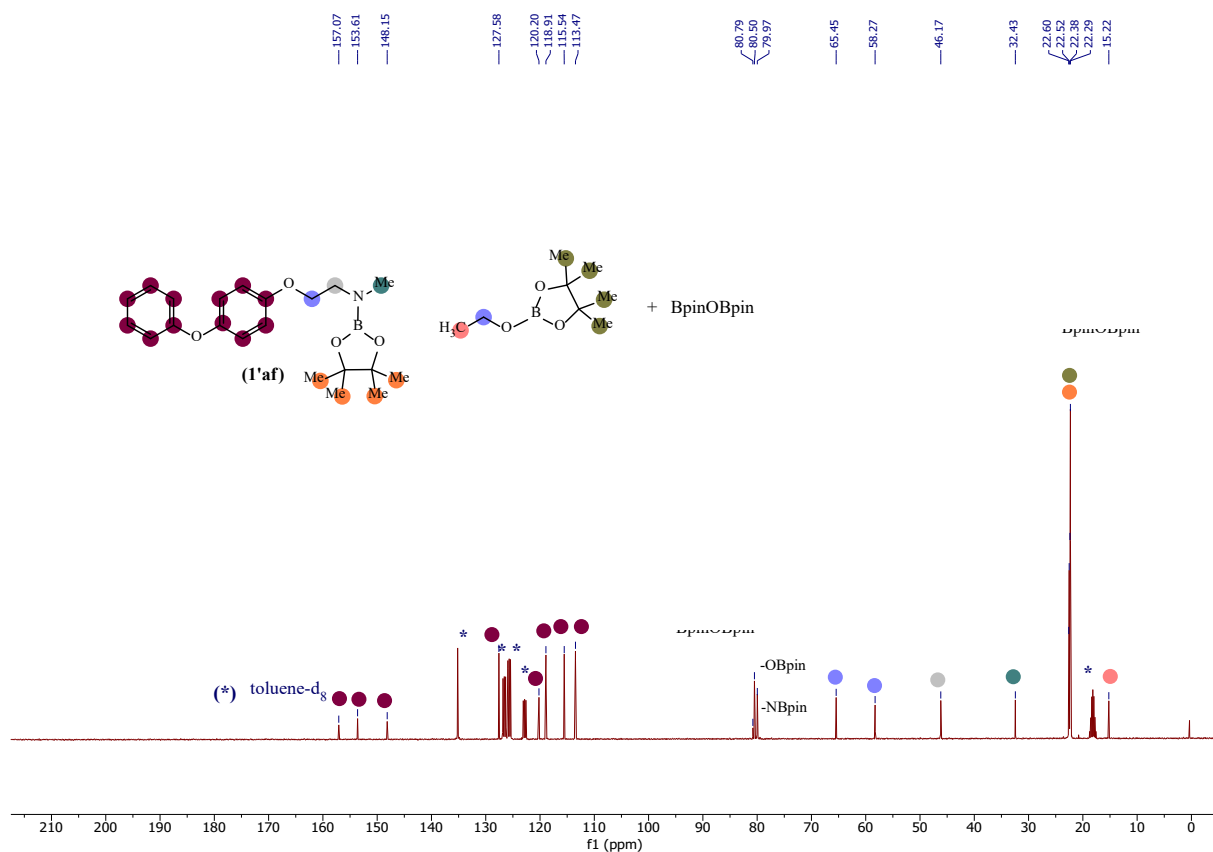 157.07
153.61
148.15
127.58
120.20
118.91
115.54
113.47
80.79
80.50
79.97
65.45
58.27
46.17
32.43
22.60
22.52
22.38
22.29
15.22
O
N
Me
O
B
O
O
Me
Me
Me
Me
(1'af)
Me
Me
Me
Me
O
B
O
O
H3C
+ BpinOBpin
BpinOBpin
BpinOBpin
-OBpin
-NBpin
(*) toluene-d8
* * * * *
210 200 190 180 170 160 150 140 130 120 110 100 90 80 70 60 50 40 30 20 10 0
f1 (ppm)